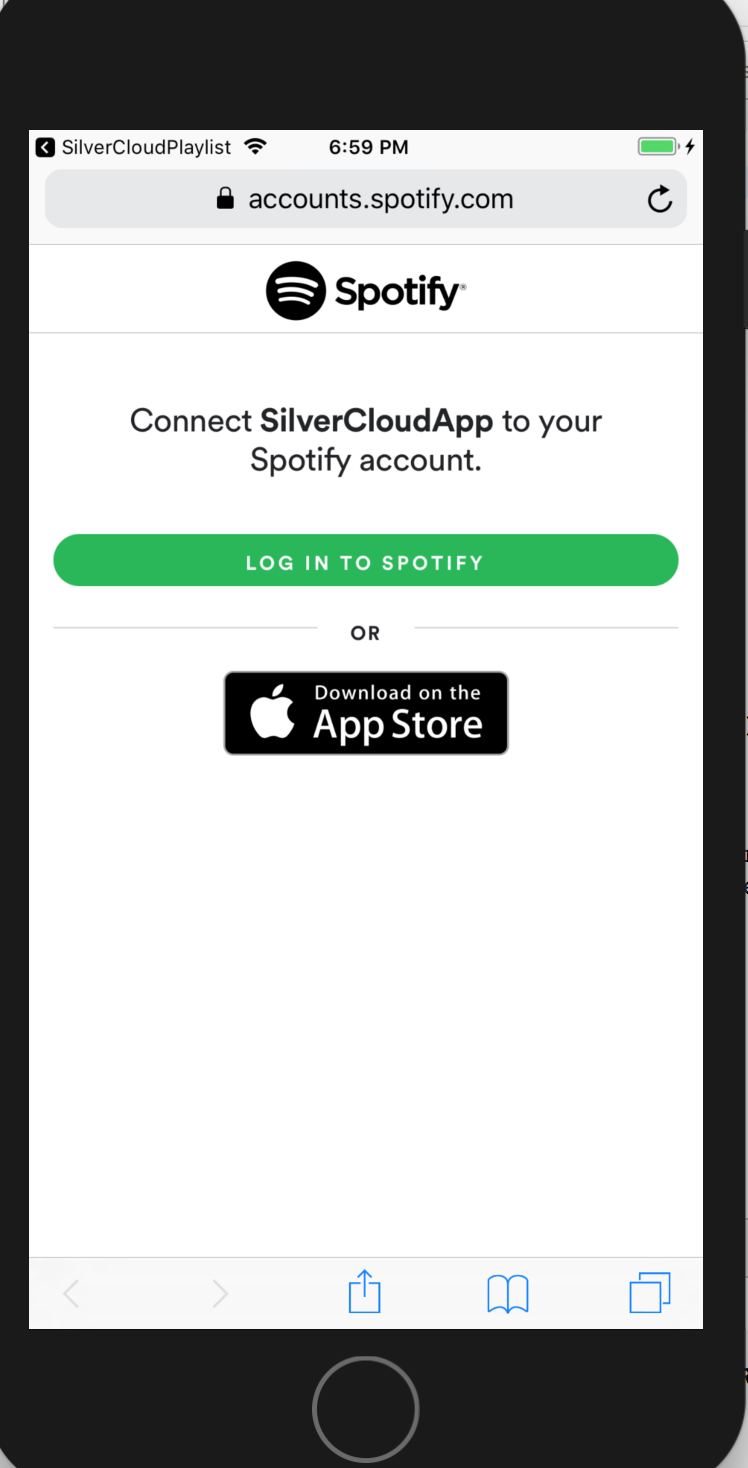 SilverCloudPlaylist 6:59 PM
accounts.spotify.com
Spotify®
Connect SilverCloudApp to your
Spotify account.
LOG IN TO SPOTIFY
OR
Download on the
App Store